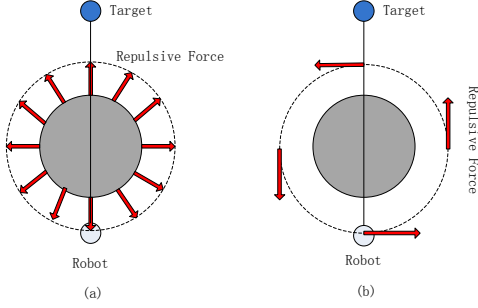 Target
Repulsive Force
Robot
(a)
Target
Repulsive Force
Robot
(b)